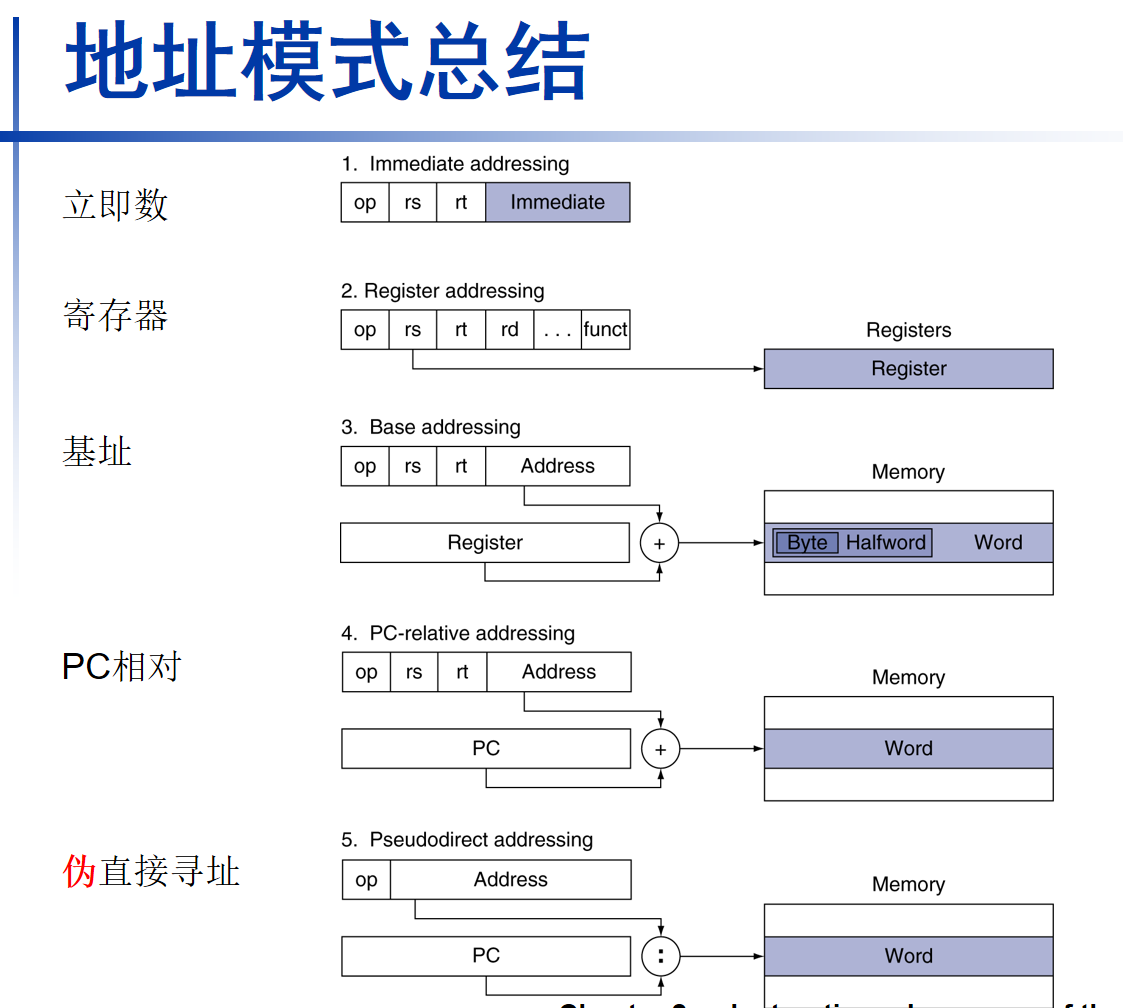 地址模式总结
立即数
1. Immediate addressing
op rs rt Immediate
寄存器
2. Register addressing
op rs rt rd . . . funct
Registers
Register
基址
3. Base addressing
op rs rt Address
Memory
Register
+
Byte Halfword Word
PC相对
4. PC-relative addressing
op rs rt Address
Memory
PC
+
Word
伪直接寻址
5. Pseudodirect addressing
op Address
Memory
PC
:
Word